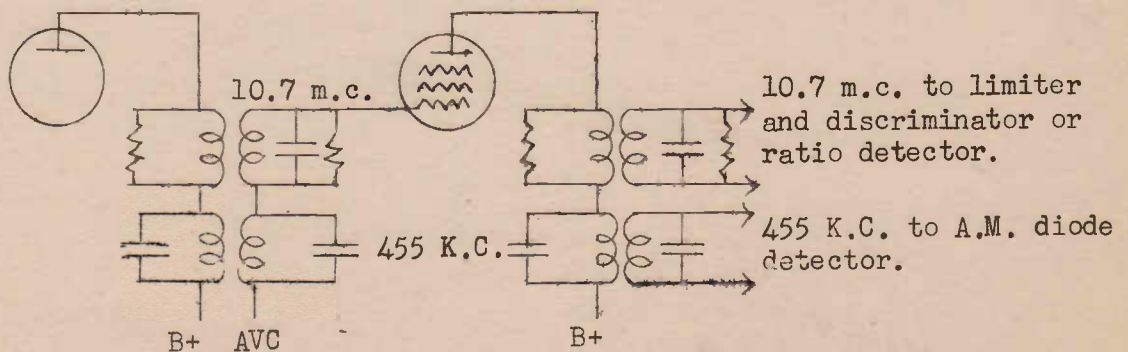 10.7 m.c.
10.7 m.c. to limiter
and discriminator or
ratio detector.
455 K.C.
455 K.C. to A.M. diode
detector.
B+ AVC
B+